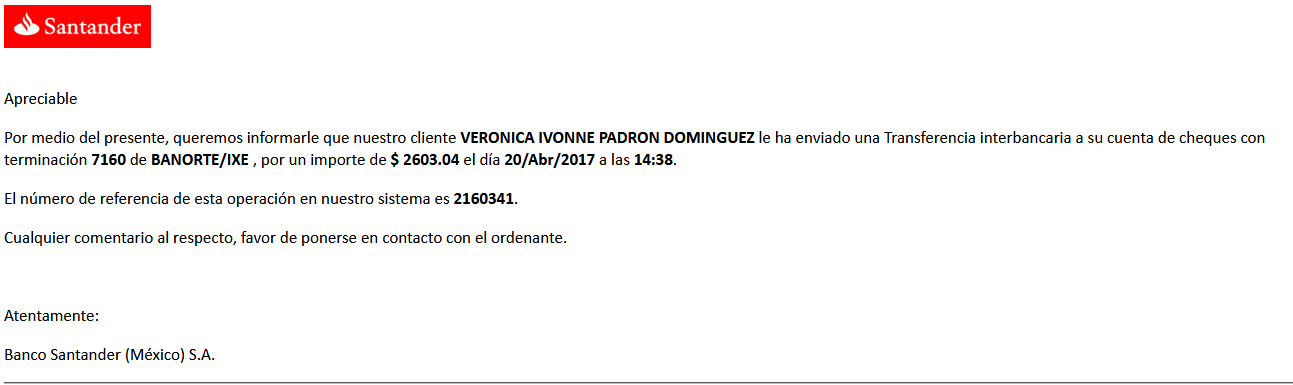 Santander
Apreciable
Por medio del presente, queremos informarle que nuestro cliente VERONICA IVONNE PADRON DOMINGUEZ le ha enviado una Transferencia interbancaria a su cuenta de cheques con
terminación 7160 de BANORTE/IXE , por un importe de $ 2603.04 el día 20/Abr/2017 a las 14:38.
El número de referencia de esta operación en nuestro sistema es 2160341.
Cualquier comentario al respecto, favor de ponerse en contacto con el ordenante.
Atentamente:
Banco Santander (México) S.A.